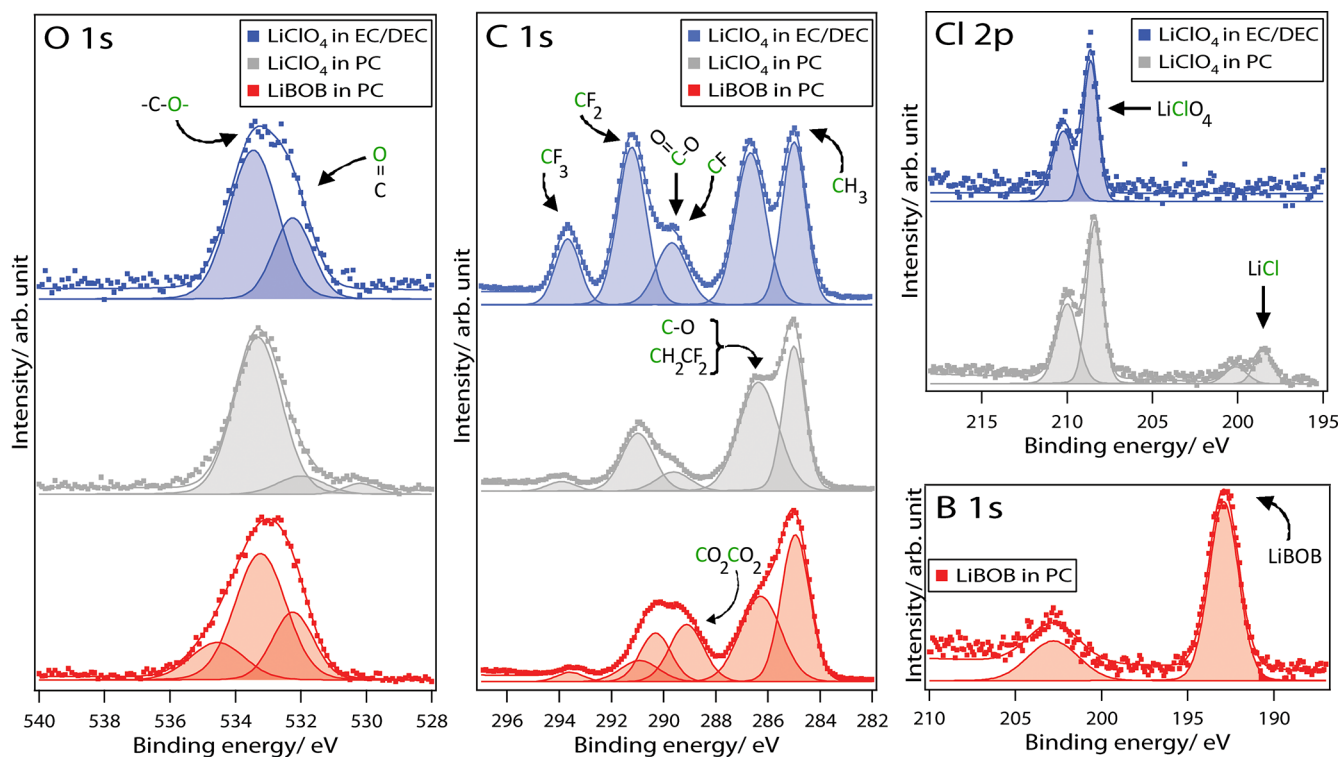 O 1s
LiClO4 in EC/DEC
LiClO4 in PC
LiBOB in PC
-C-O-
O
=
C
Intensity/ arb. unit
540 538 536 534 532 530 528
Binding energy/ eV
C 1s
LiClO4 in EC/DEC
LiClO4 in PC
LiBOB in PC
CF3
CF2
O=C-O
CF
CH3
C-O
CH2CF2
CO2CO2
Intensity/ arb. unit
296 294 292 290 288 286 284 282
Binding energy/ eV
Cl 2p
LiClO4 in EC/DEC
LiClO4 in PC
LiClO4
LiCl
Intensity/ arb. unit
215 210 205 200 195
Binding energy/ eV
B 1s
LiBOB in PC
LiBOB
Intensity/ arb. unit
210 205 200 195 190
Binding energy/ eV